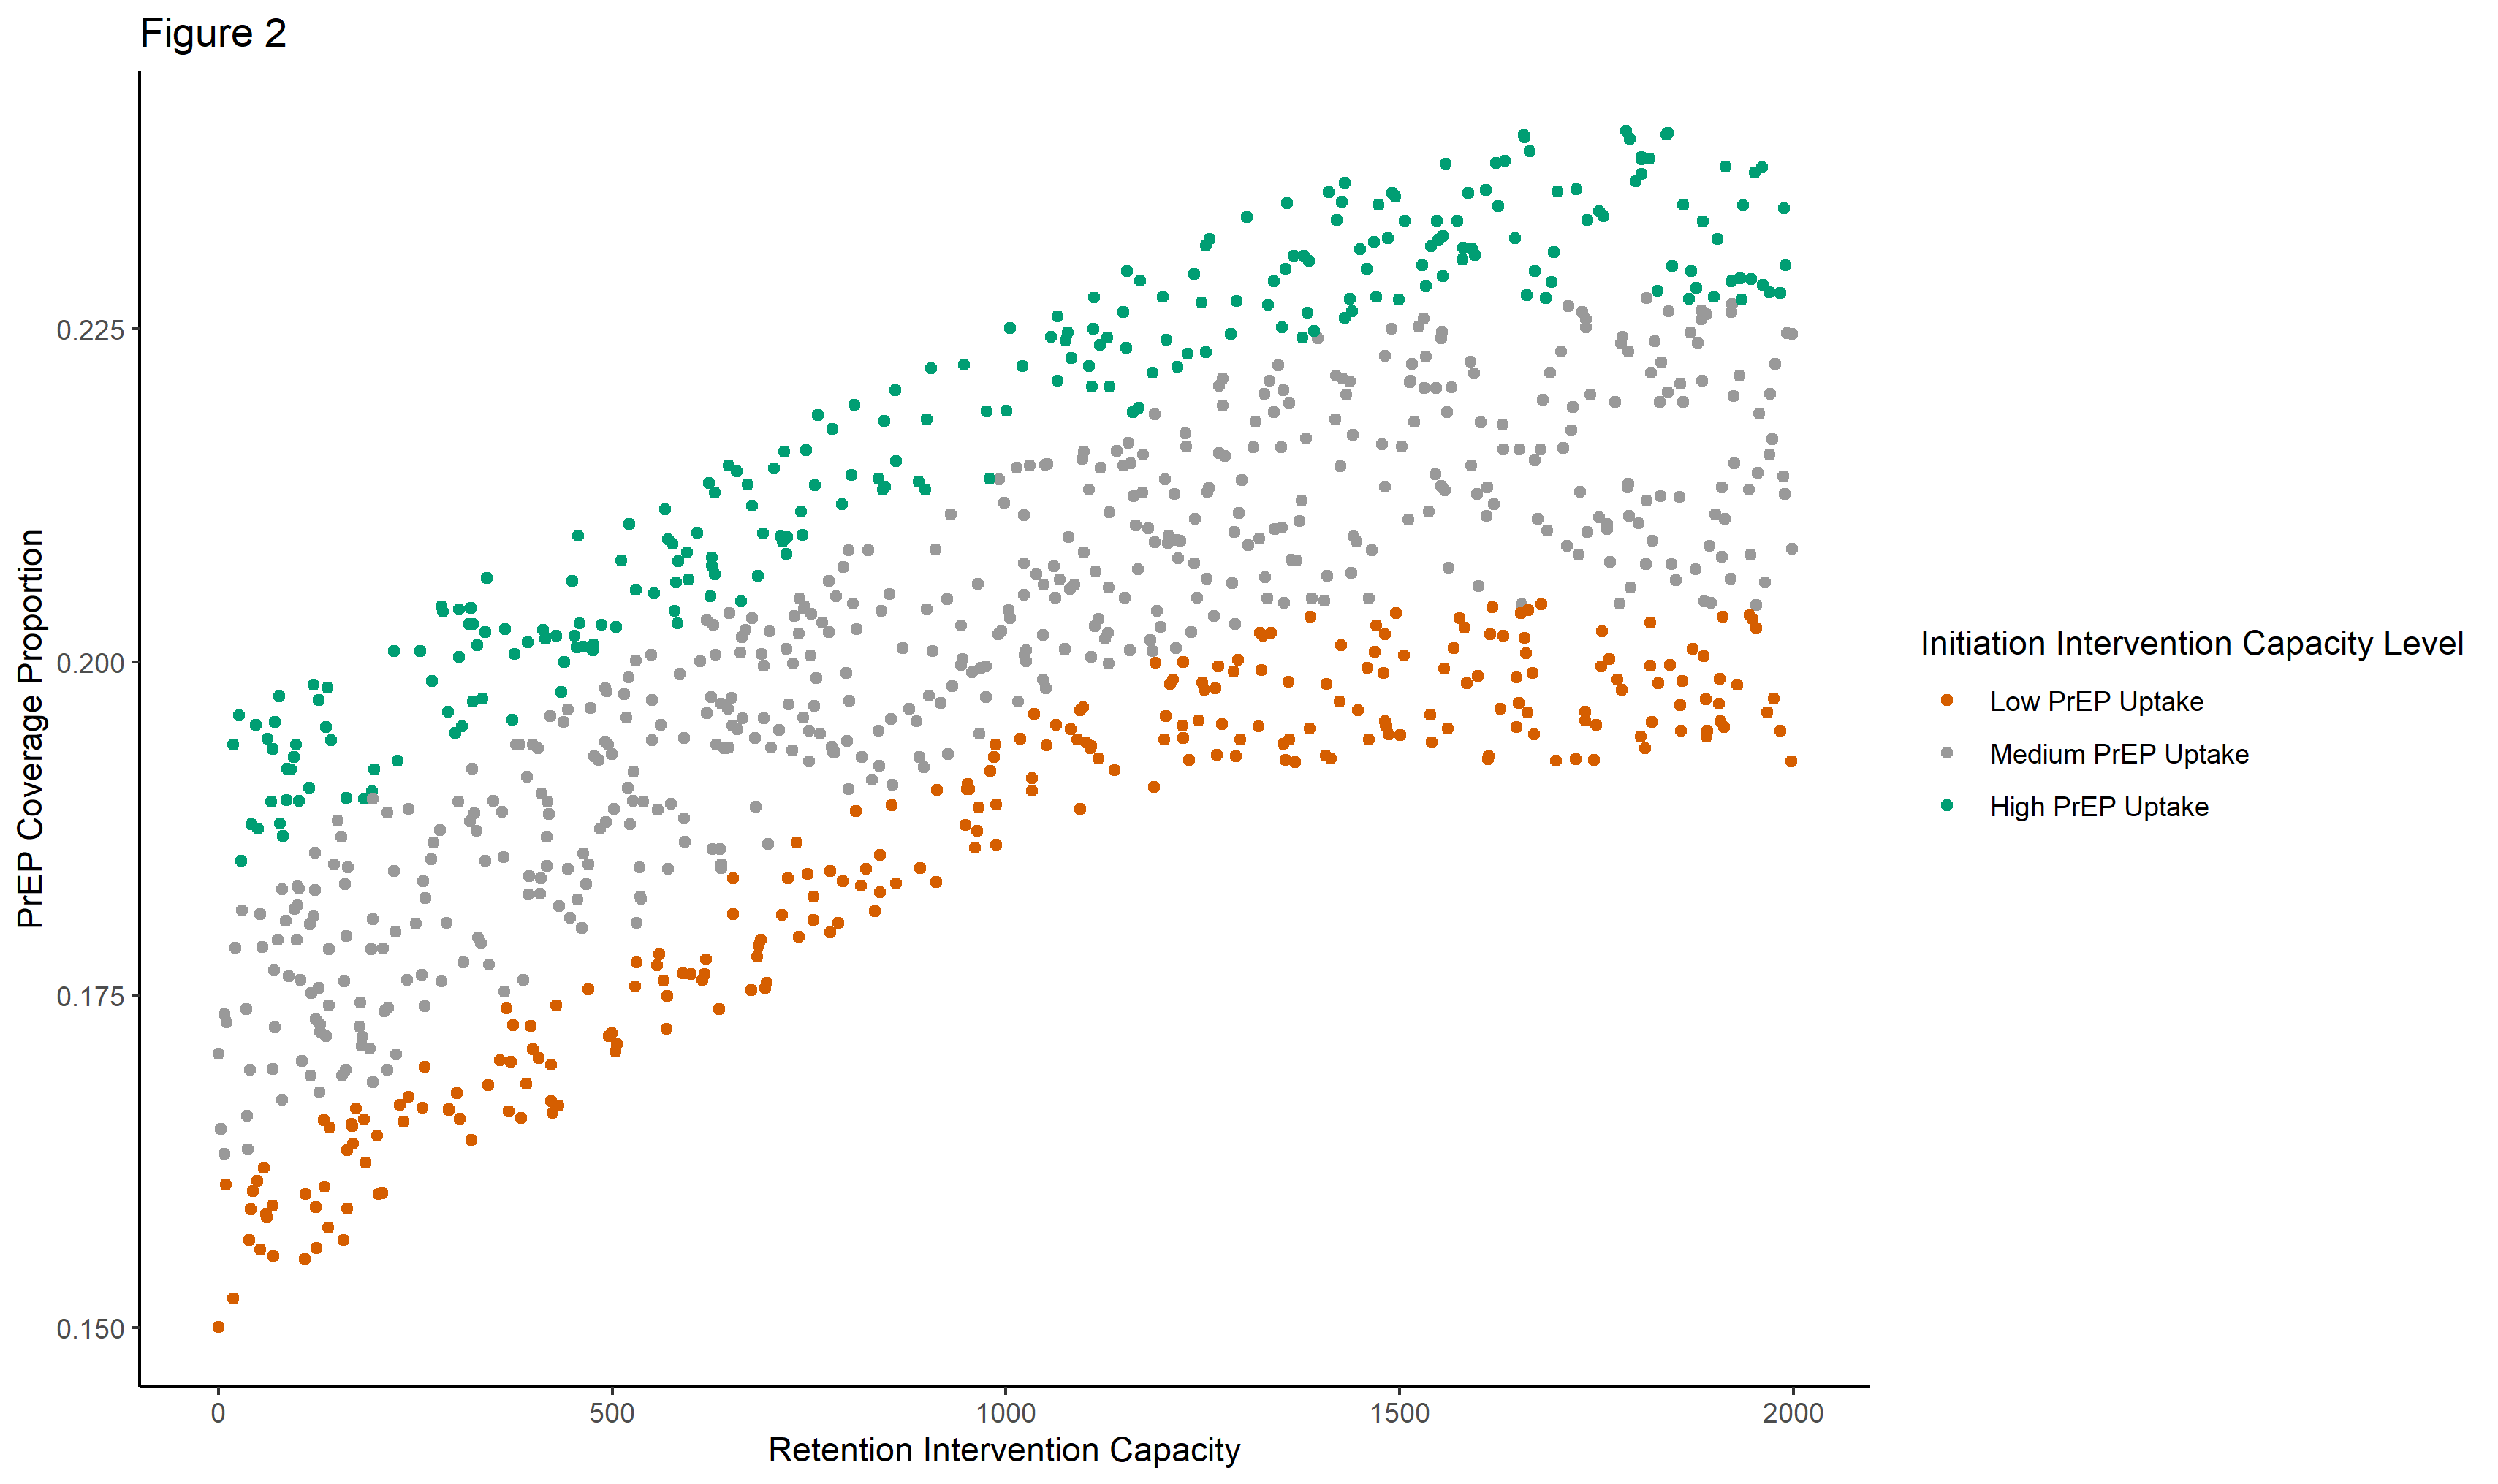 Figure 2
PrEP Coverage Proportion
0.225
0.200
0.175
0.150
0 500 1000 1500 2000
Retention Intervention Capacity
Initiation Intervention Capacity Level
Low PrEP Uptake
Medium PrEP Uptake
High PrEP Uptake